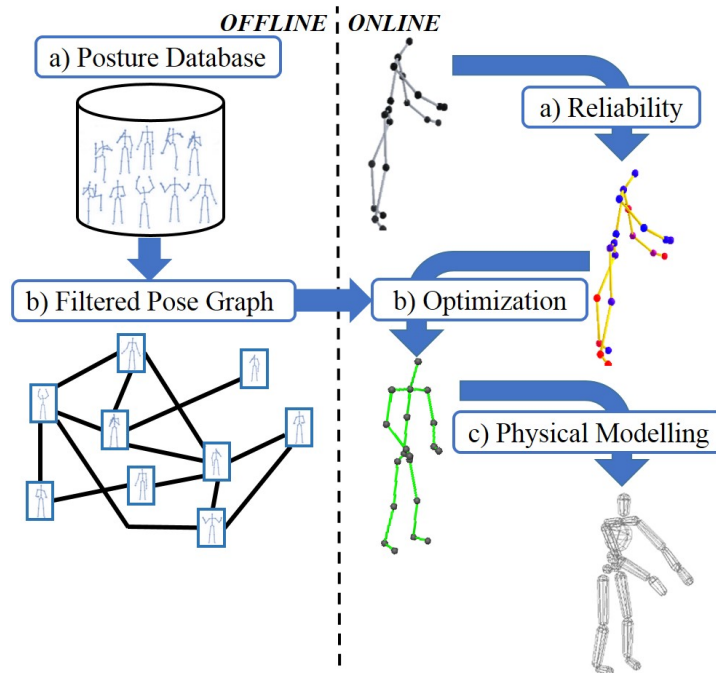 OFFLINE
ONLINE
a) Posture Database
a) Reliability
b) Filtered Pose Graph
b) Optimization
c) Physical Modelling